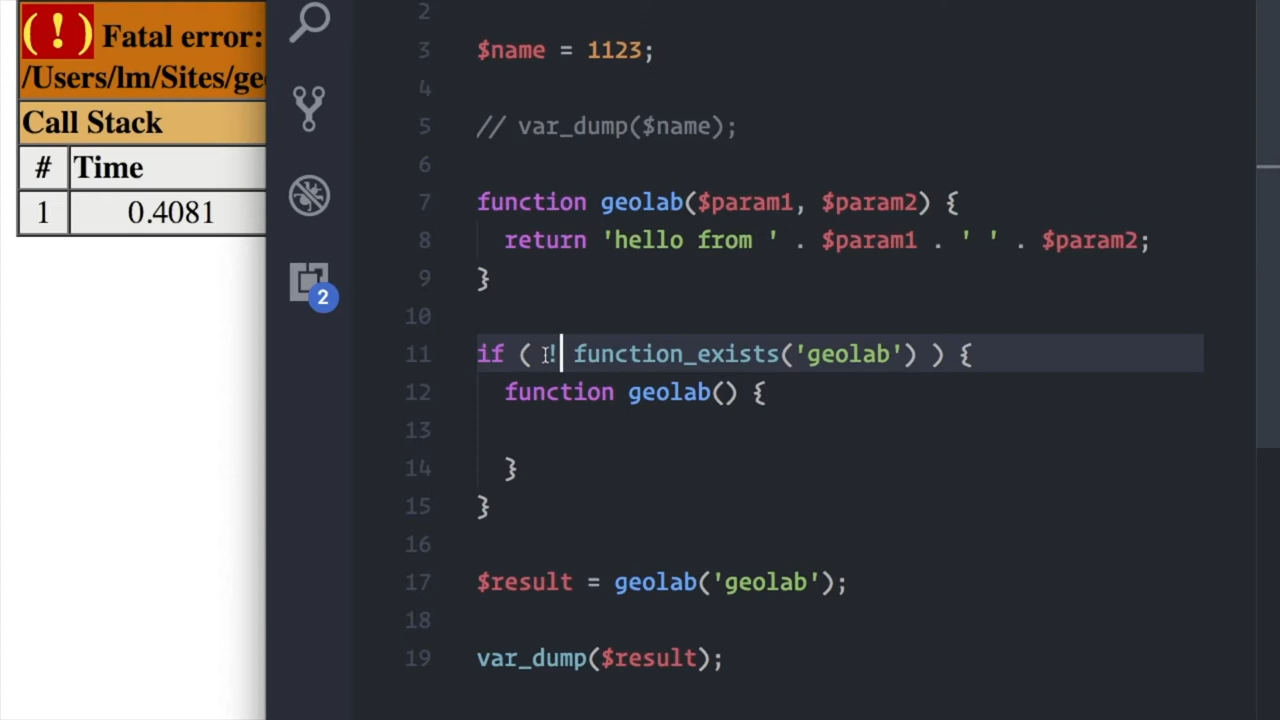 ( ! ) Fatal error:
/Users/lm/Sites/ge
Call Stack
# Time
1 0.4081
2
2
3 $name = 1123;
4
5 // var_dump($name);
6
7 function geolab($param1, $param2) {
8 return 'hello from ' . $param1 . ' ' . $param2;
9 }
10
11 if ( ! function_exists('geolab') ) {
12 function geolab() {
13
14 }
15 }
16
17 $result = geolab('geolab');
18
19 var_dump($result);